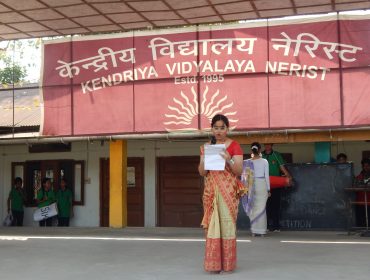 केन्द्रीय विद्यालय नेरिस्ट
KENDRIYA VIDYALAYA NERIST
Estd. 1995